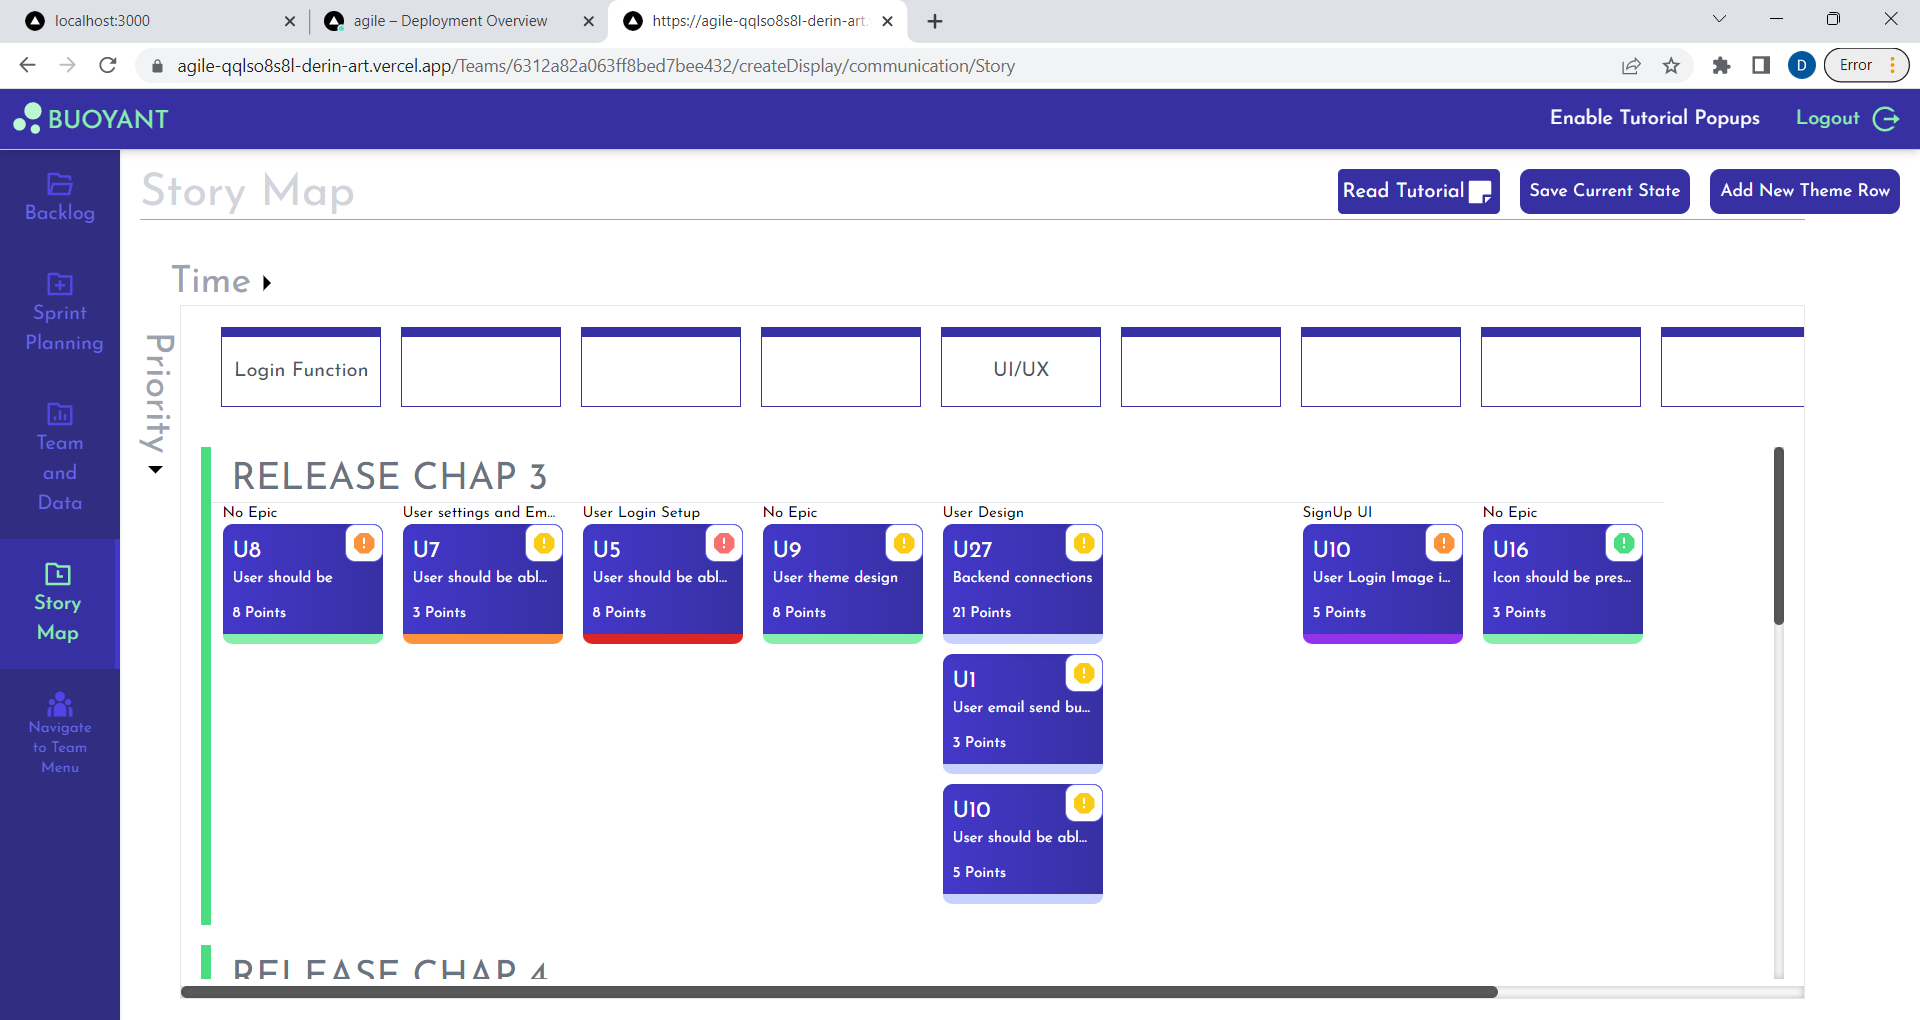 localhost:3000
agile – Deployment Overview
https://agile-qqlso8s8l-derin-art.
agile-qqlso8s8l-derin-art.vercel.app/Teams/6312a82a063ff8bed7bee432/createDisplay/communication/Story
D
Error
BUOYANT
Enable Tutorial Popups
Logout
Backlog
Sprint
Planning
Team
and
Data
Story
Map
Navigate
to Team
Menu
Story Map
Read Tutorial
Save Current State
Add New Theme Row
Time
Priority
Login Function
UI/UX
RELEASE CHAP 3
No Epic
U8
User should be
8 Points
User settings and Em...
U7
User should be abl...
3 Points
User Login Setup
U5
User should be abl...
8 Points
No Epic
U9
User theme design
8 Points
User Design
U27
Backend connections
21 Points
U1
User email send bu...
3 Points
U10
User should be abl...
5 Points
SignUp UI
U10
User Login Image i...
5 Points
No Epic
U16
Icon should be pres...
3 Points
RELEASE CHAP 4